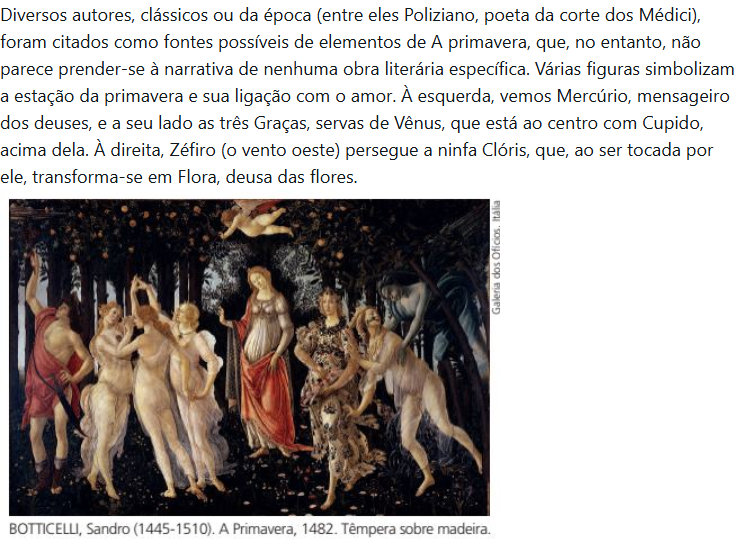 Diversos autores, clássicos ou da época (entre eles Poliziano, poeta da corte dos Médici),
foram citados como fontes possíveis de elementos de A primavera, que, no entanto, não
parece prender-se à narrativa de nenhuma obra literária específica. Várias figuras simbolizam
a estação da primavera e sua ligação com o amor. À esquerda, vemos Mercúrio, mensageiro
dos deuses, e a seu lado as três Graças, servas de Vênus, que está ao centro com Cupido,
acima dela. À direita, Zéfiro (o vento oeste) persegue a ninfa Clóris, que, ao ser tocada por
ele, transforma-se em Flora, deusa das flores.
Galeria dos Ofícios. Itália
BOTTICELLI, Sandro (1445-1510). A Primavera, 1482. Têmpera sobre madeira.